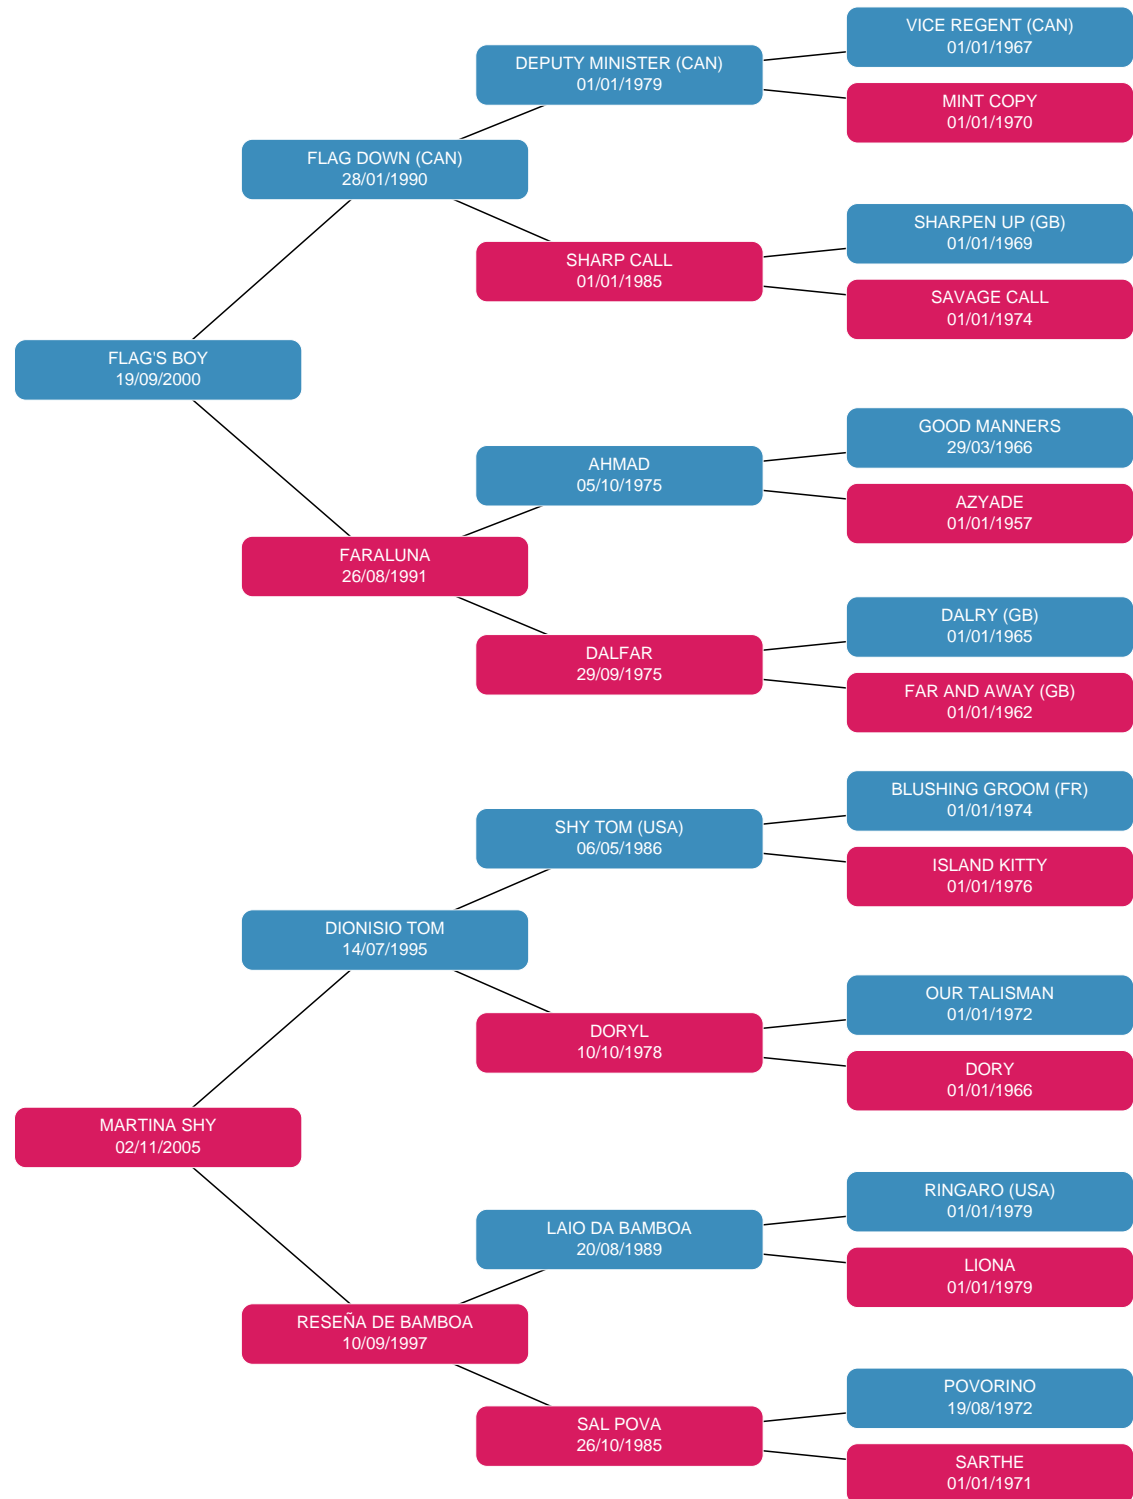 VICE REGENT (CAN)
01/01/1967
DEPUTY MINISTER (CAN)
01/01/1979
MINT COPY
01/01/1970
FLAG DOWN (CAN)
28/01/1990
SHARPEN UP (GB)
01/01/1969
SHARP CALL
01/01/1985
SAVAGE CALL
01/01/1974
FLAG'S BOY
19/09/2000
GOOD MANNERS
29/03/1966
AHMAD
05/10/1975
AZYADE
01/01/1957
FARALUNA
26/08/1991
DALRY (GB)
01/01/1965
DALFAR
29/09/1975
FAR AND AWAY (GB)
01/01/1962
BLUSHING GROOM (FR)
01/01/1974
SHY TOM (USA)
06/05/1986
ISLAND KITTY
01/01/1976
DIONISIO TOM
14/07/1995
OUR TALISMAN
01/01/1972
DORYL
10/10/1978
DORY
01/01/1966
MARTINA SHY
02/11/2005
RINGARO (USA)
01/01/1979
LAIO DA BAMBOA
20/08/1989
LIONA
01/01/1979
RESEÑA DE BAMBOA
10/09/1997
POVORINO
19/08/1972
SAL POVA
26/10/1985
SARTHE
01/01/1971